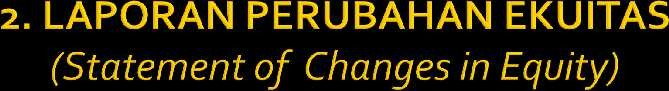 2. LAPORAN PERUBAHAN EKUITAS
(Statement of Changes in Equity)